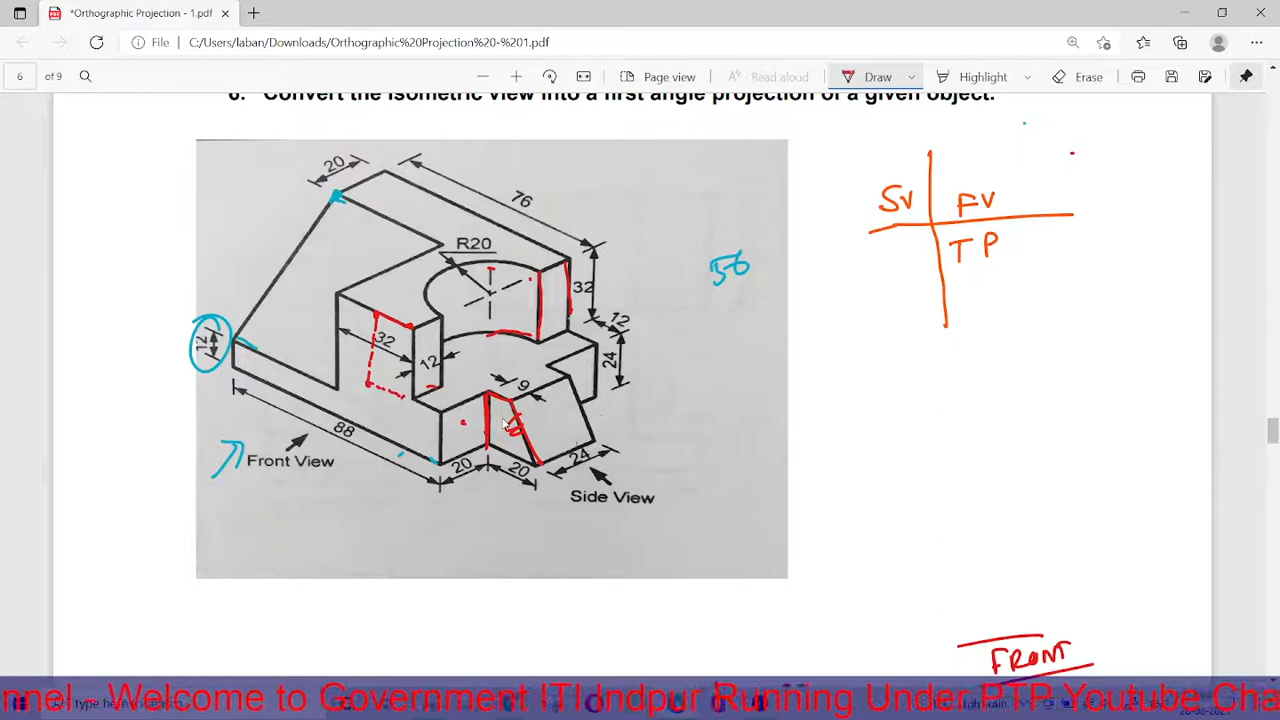 *Orthographic Projection - 1.pdf
File
C:/Users/laban/Downloads/Orthographic%20Projection%20-%201.pdf
6 of 9
Page view
Read aloud
Draw
Highlight
Erase
6. Convert the isometric view into a first angle projection of a given object.
20
76
R20
32
12
12
32
12
24
9
88
Front View
20
20
24
Side View
56
SV FV
TP
FRONT
nnel- - Welcome to Government ITI Indpur Running Under PTP Youtube Cha